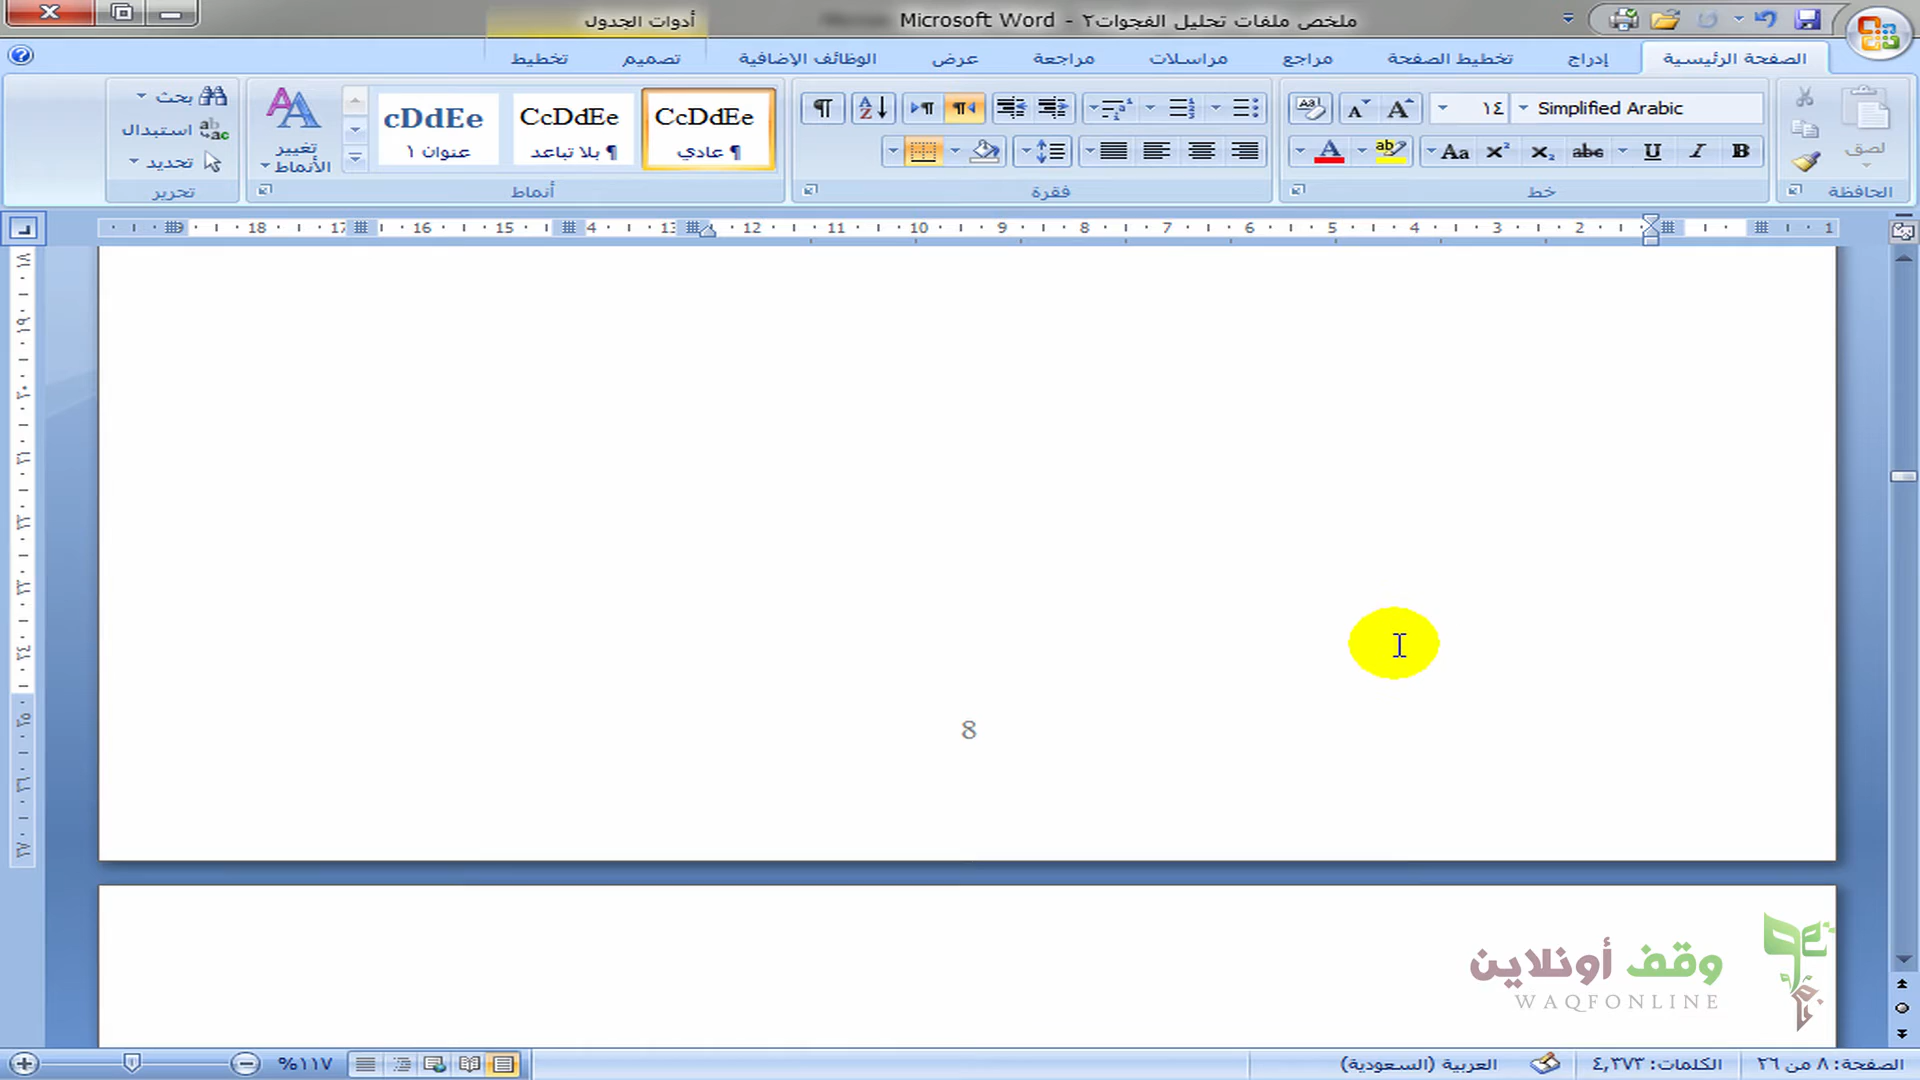 ملخص ملفات تحليل الفجوات٢ - Microsoft Word
أدوات الجدول
الصفحة الرئيسية
إدراج
تخطيط الصفحة
مراجع
مراسلات
مراجعة
عرض
الوظائف الإضافية
تصميم
تخطيط
لصق
الحافظة
Simplified Arabic
١٤
خط
فقرة
CcDdEe
¶ عادي
CcDdEe
¶ بلا تباعد
cDdEe
عنوان ١
تغيير
الأنماط
أنماط
بحث
استبدال
تحديد
تحرير
8
وقف أونلاين
WAQFONLINE
الصفحة: ٨ من ٢٦
الكلمات: ٤,٣٧٣
العربية (السعودية)
%١١٧